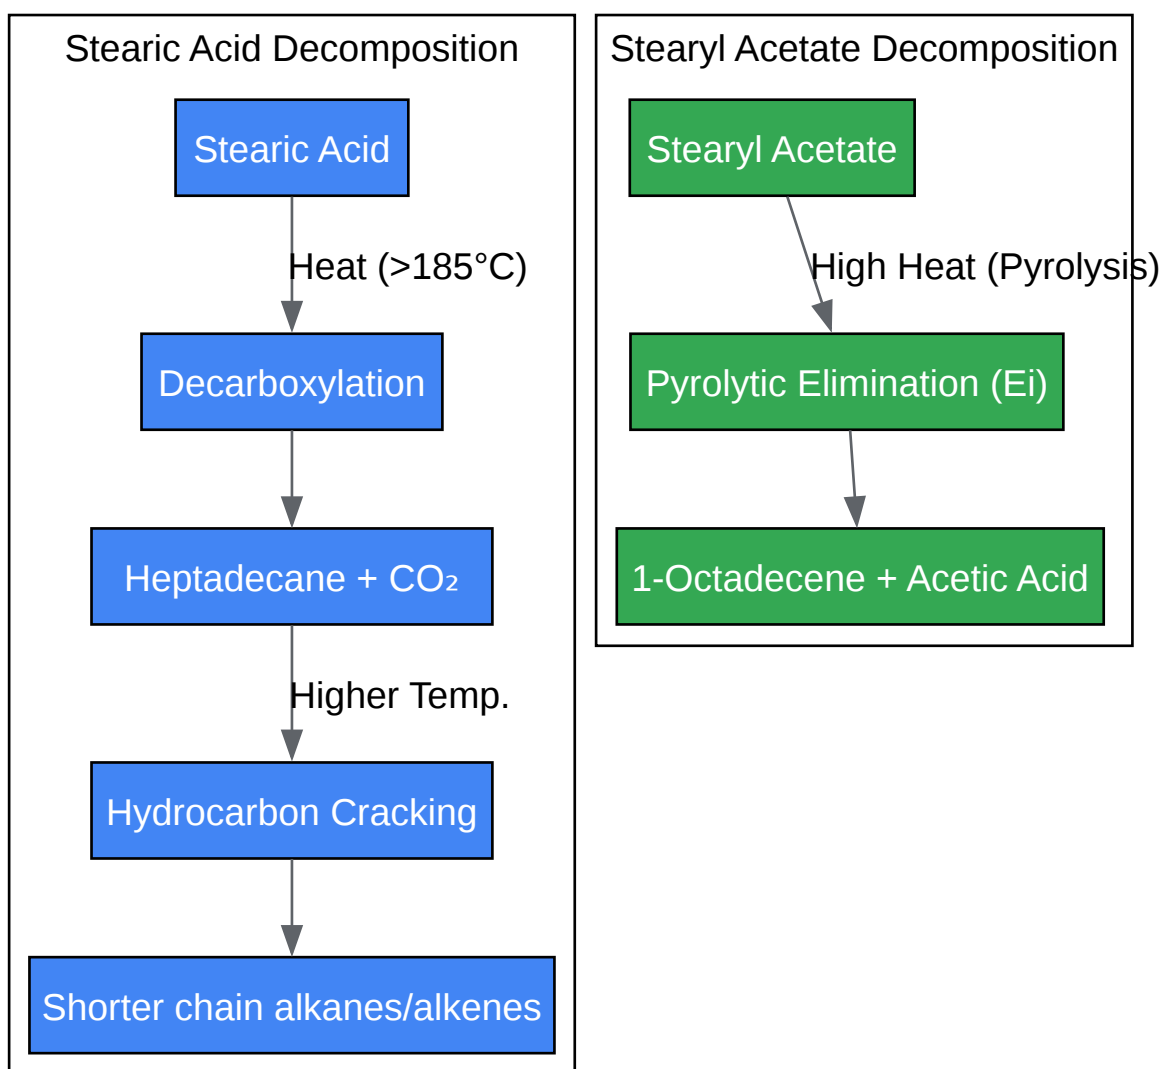 Stearic Acid Decomposition
Stearic Acid
Heat (>185°C)
Decarboxylation
Heptadecane + CO₂
Higher Temp.
Hydrocarbon Cracking
Shorter chain alkanes/alkenes
Stearyl Acetate Decomposition
Stearyl Acetate
High Heat (Pyrolysis)
Pyrolytic Elimination (Ei)
1-Octadecene + Acetic Acid